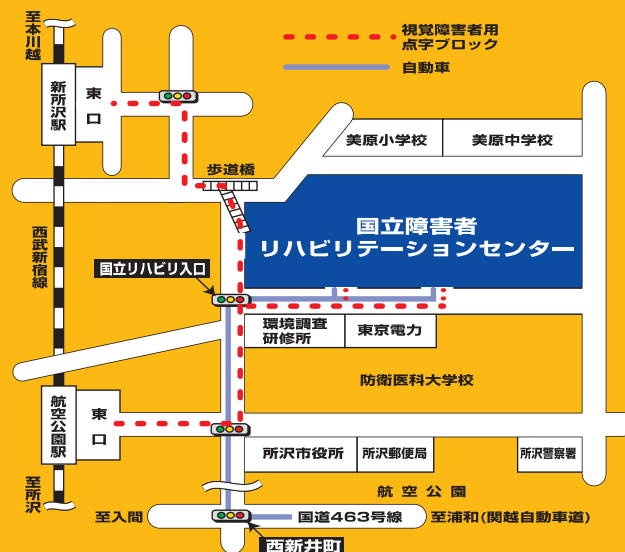 至本川越
視覚障害者用
点字ブロック
自動車
新所沢駅
東口
美原小学校
美原中学校
歩道橋
国立障害者
リハビリテーションセンター
西武新宿線
国立リハビリ入口
環境調査
研修所
東京電力
防衛医科大学校
航空公園駅
東口
所沢市役所
所沢郵便局
所沢警察署
至所沢
航空公園
至入間
国道463号線
至浦和(関越自動車道)
西新井町